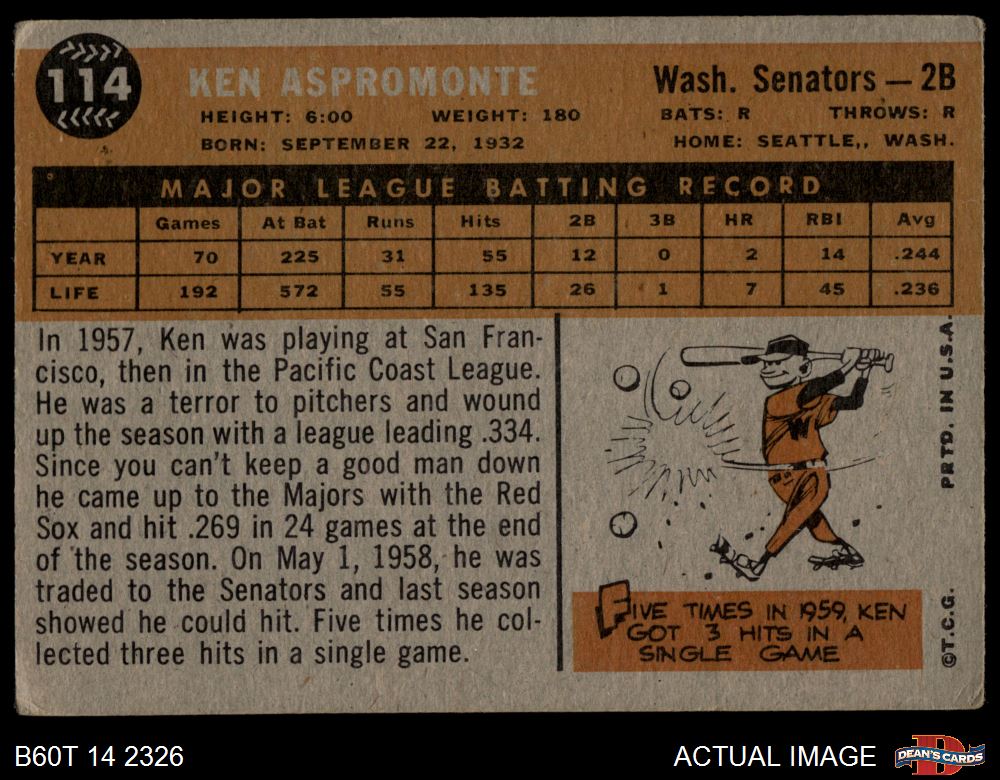 114
KEN ASPROMONTE
Wash. Senators — 2B
HEIGHT: 6:00 WEIGHT: 180 BATS: R THROWS: R
BORN: SEPTEMBER 22, 1932 HOME: SEATTLE,, WASH.
MAJOR LEAGUE BATTING RECORD
Games At Bat Runs Hits 2B 3B HR RBI Avg
YEAR 70 225 31 55 12 0 2 14 .244
LIFE 192 572 55 135 26 1 7 45 .236
In 1957, Ken was playing at San Fran-
cisco, then in the Pacific Coast League.
He was a terror to pitchers and wound
up the season with a league leading .334.
Since you can't keep a good man down
he came up to the Majors with the Red
Sox and hit .269 in 24 games at the end
of the season. On May 1, 1958, he was
traded to the Senators and last season
showed he could hit. Five times he col-
lected three hits in a single game.
W
FIVE TIMES IN 1959, KEN
GOT 3 HITS IN A
SINGLE GAME
©T.C.G. PRTD. IN U.S.A.
B60T 14 2326
ACTUAL IMAGE
DEAN'S CARDS